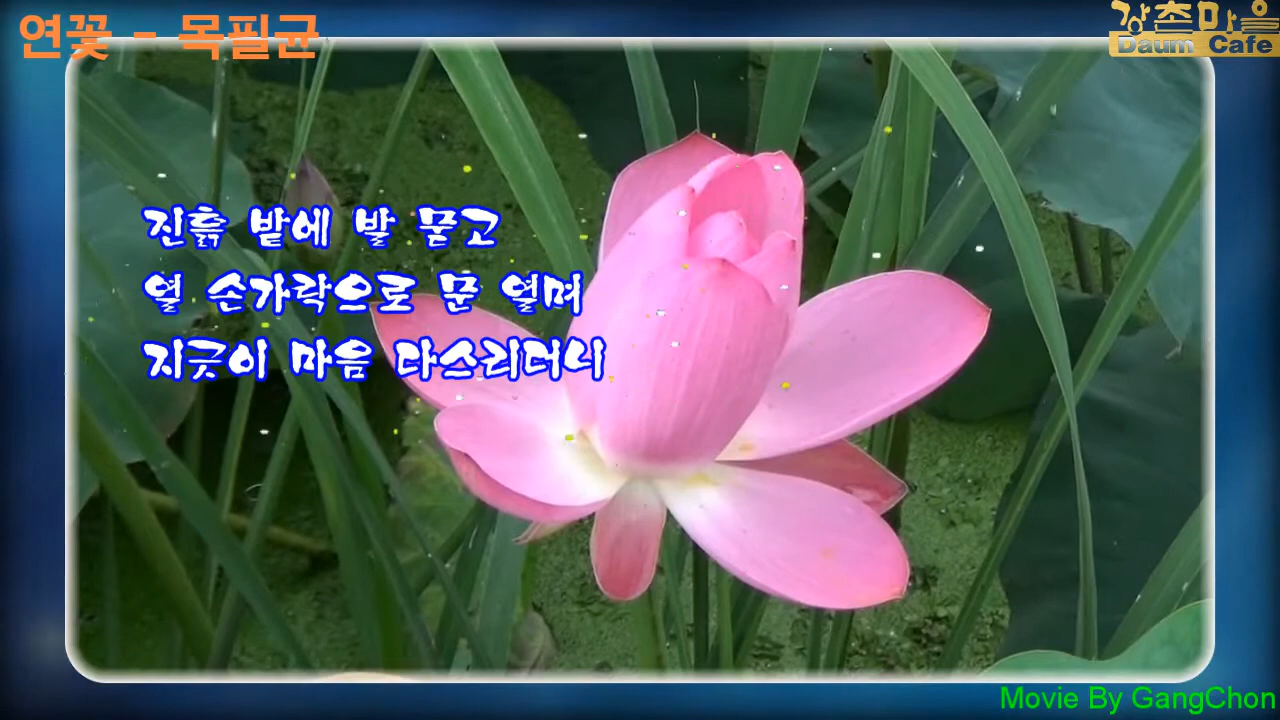 연꽃 - 목필균
강촌마을
Daum Cafe
진흙 밭에 발 묻고
열 손가락으로 문 열며
지긋이 마음 다스리더니
Movie By GangChon